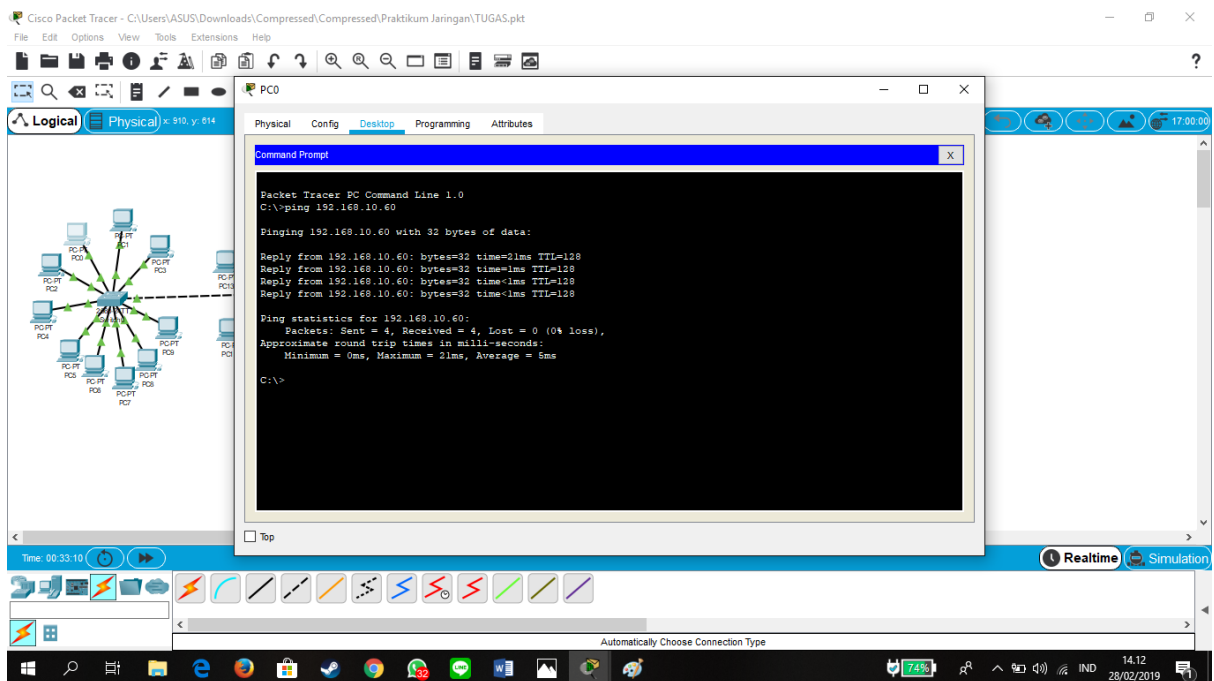 Cisco Packet Tracer - C:\Users\ASUS\Downloads\Compressed\Compressed\Praktikum Jaringan\TUGAS.pkt
File Edit Options View Tools Extensions Help
?
PC0
Logical
Physical
x: 910, y: 614
17:00:00
Physical Config Desktop Programming Attributes
Command Prompt
X
Packet Tracer PC Command Line 1.0
C:\>ping 192.168.10.60
Pinging 192.168.10.60 with 32 bytes of data:
Reply from 192.168.10.60: bytes=32 time=21ms TTL=128
Reply from 192.168.10.60: bytes=32 time=1ms TTL=128
Reply from 192.168.10.60: bytes=32 time<1ms TTL=128
Reply from 192.168.10.60: bytes=32 time<1ms TTL=128
Ping statistics for 192.168.10.60:
Packets: Sent = 4, Received = 4, Lost = 0 (0% loss),
Approximate round trip times in milli-seconds:
Minimum = 0ms, Maximum = 21ms, Average = 5ms
C:\>
PC0
PC-PT
PC3
PC-PT
PC2
PC13
PC-PT
PC4
PC-PT
PC9
PC-PT
PC5
PC-PT
PC6
PC-PT
PC8
PC-PT
PC7
Top
Time: 00:33:10
Realtime
Simulation
Automatically Choose Connection Type
32
LINE
74%
IND
14.12
28/02/2019
1